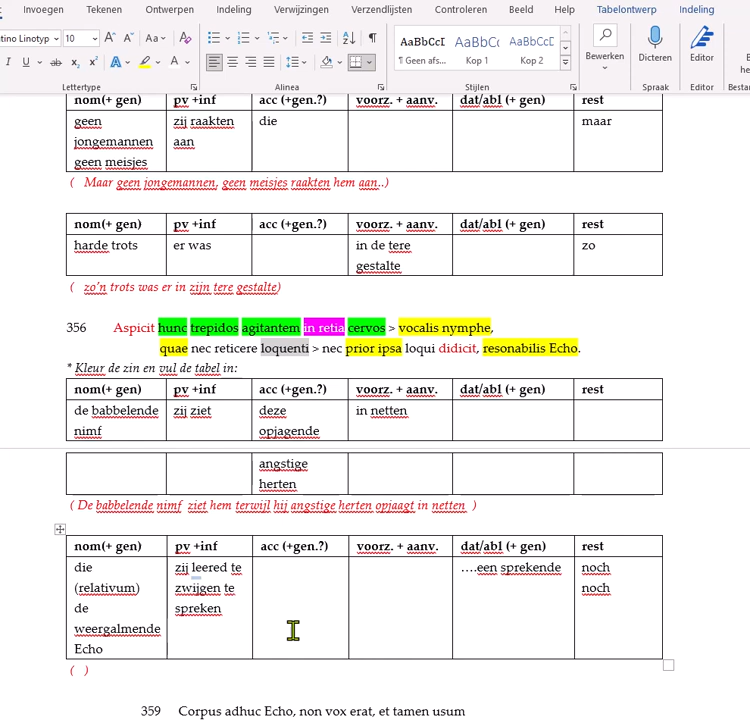 Invoegen Tekenen Ontwerpen Indeling Verwijzingen Verzendlijsten Controleren Beeld Help Tabelontwerp Indeling
tino Linotyp 10 A A Aa A AaBbCcI AaBbCc AaBbCcI
I U ab x₂ x² A A ¶ Geen afs... Kop 1 Kop 2 Bewerken Dicteren Editor
Lettertype Alinea Stijlen Spraak Editor
nom(+ gen) pv +inf acc (+gen.?) voorz. + aanv. dat/abl (+ gen) rest
geen zij raakten die maar
jongemannen aan
geen meisjes
( Maar geen jongemannen, geen meisjes raakten hem aan..)
nom(+ gen) pv +inf acc (+gen.?) voorz. + aanv. dat/abl (+ gen) rest
harde trots er was in de tere zo
gestalte
( zo'n trots was er in zijn tere gestalte)
356 Aspicit hunc trepidos agitantem in retia cervos > vocalis nymphe,
quae nec reticere loquenti > nec prior ipsa loqui didicit, resonabilis Echo.
* Kleur de zin en vul de tabel in:
nom(+ gen) pv +inf acc (+gen.?) voorz. + aanv. dat/abl (+ gen) rest
de babbelende zij ziet deze in netten
nimf opjagende
angstige
herten
( De babbelende nimf ziet hem terwijl hij angstige herten opjaagt in netten )
nom(+ gen) pv +inf acc (+gen.?) voorz. + aanv. dat/abl (+ gen) rest
die zij leered te ….een sprekende noch
(relativum) zwijgen te noch
de spreken
weergalmende
Echo
( )
359 Corpus adhuc Echo, non vox erat, et tamen usum